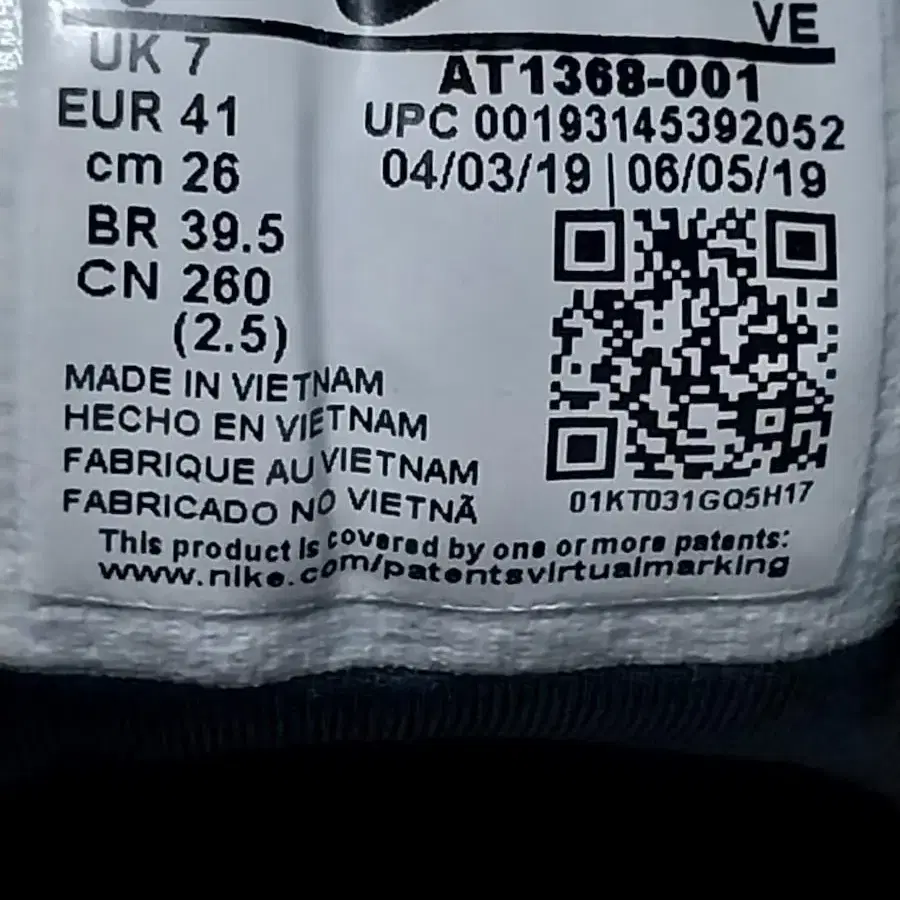 VE
UK 7
AT1368-001
EUR 41
UPC 00193145392052
cm 26
04/03/19 | 06/05/19
BR 39.5
CN 260
(2.5)
MADE IN VIETNAM
HECHO EN VIETNAM
FABRIQUE AU VIETNAM
FABRICADO NO VIETNÃ
01KT031GQ5H17
This product is covered by one or more patents:
www.nike.com/patentsvirtualmarking